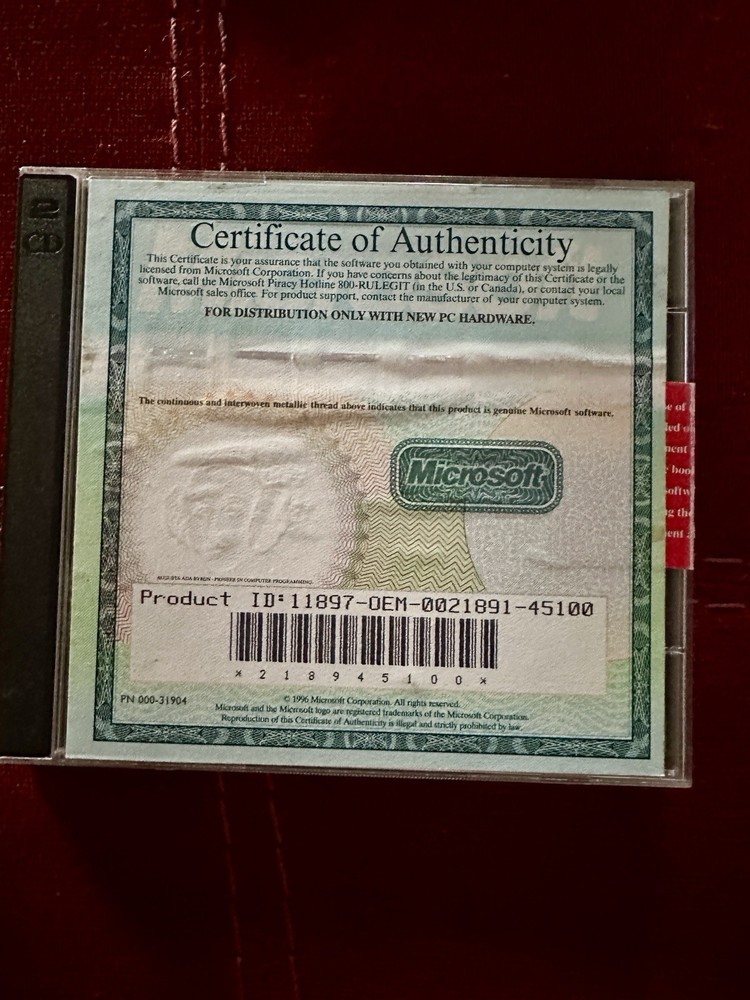 2
CD
Certificate of Authenticity
This Certificate is your assurance that the software you obtained with your computer system is legally
licensed from Microsoft Corporation. If you have concerns about the legitimacy of this Certificate or the
software, call the Microsoft Piracy Hotline 800-RULEGIT (in the U.S. or Canada), or contact your local
Microsoft sales office. For product support, contact the manufacturer of your computer system.
FOR DISTRIBUTION ONLY WITH NEW PC HARDWARE.
The continuous and interwoven metallic thread above indicates that this product is genuine Microsoft software.
Microsoft
AUGUSTA ADA BYRON - PIONEER IN COMPUTER PROGRAMMING.
Product ID:11897-OEM-0021891-45100
* 2 1 8 9 4 5 1 0 0 *
PN 000-31904
© 1996 Microsoft Corporation. All rights reserved.
Microsoft and the Microsoft logo are registered trademarks of the Microsoft Corporation.
Reproduction of this Certificate of Authenticity is illegal and strictly prohibited by law.
of